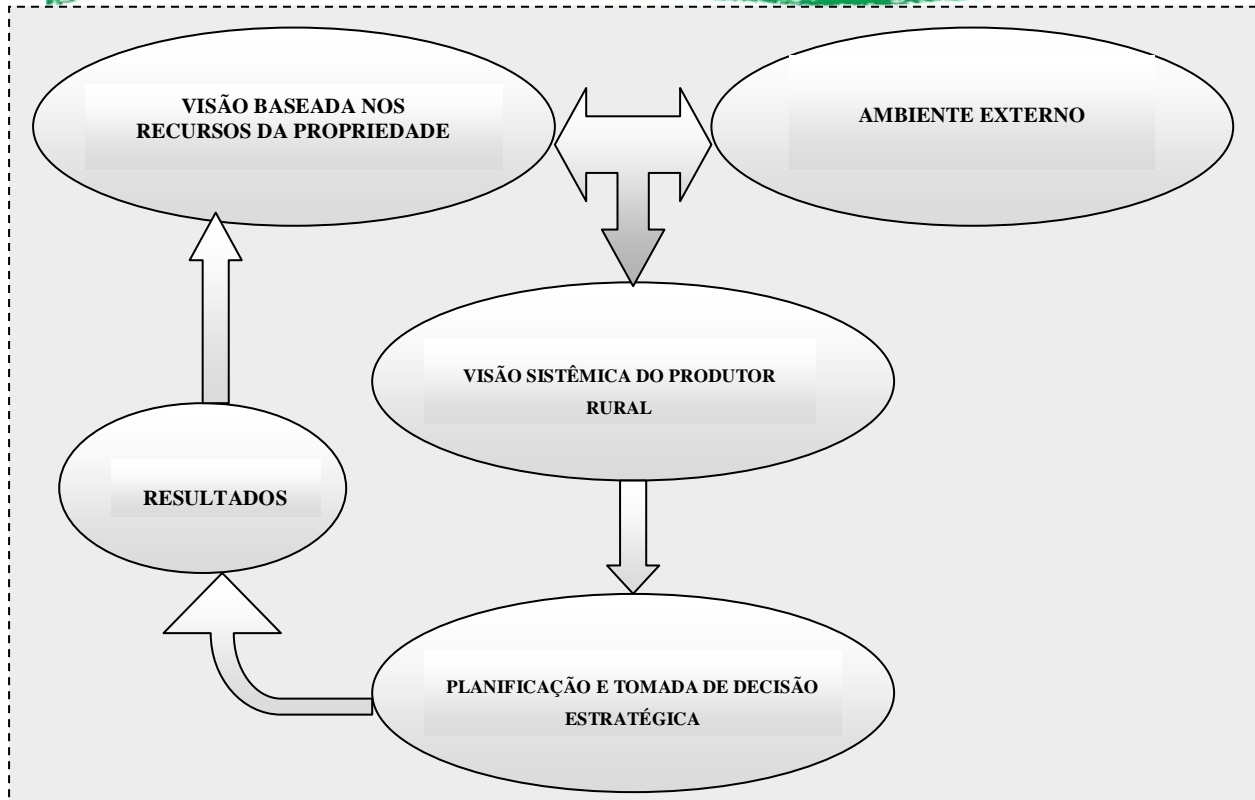 VISÃO BASEADA NOS
RECURSOS DA PROPRIEDADE
AMBIENTE EXTERNO
VISÃO SISTÊMICA DO PRODUTOR
RURAL
RESULTADOS
PLANIFICAÇÃO E TOMADA DE DECISÃO
ESTRATÉGICA